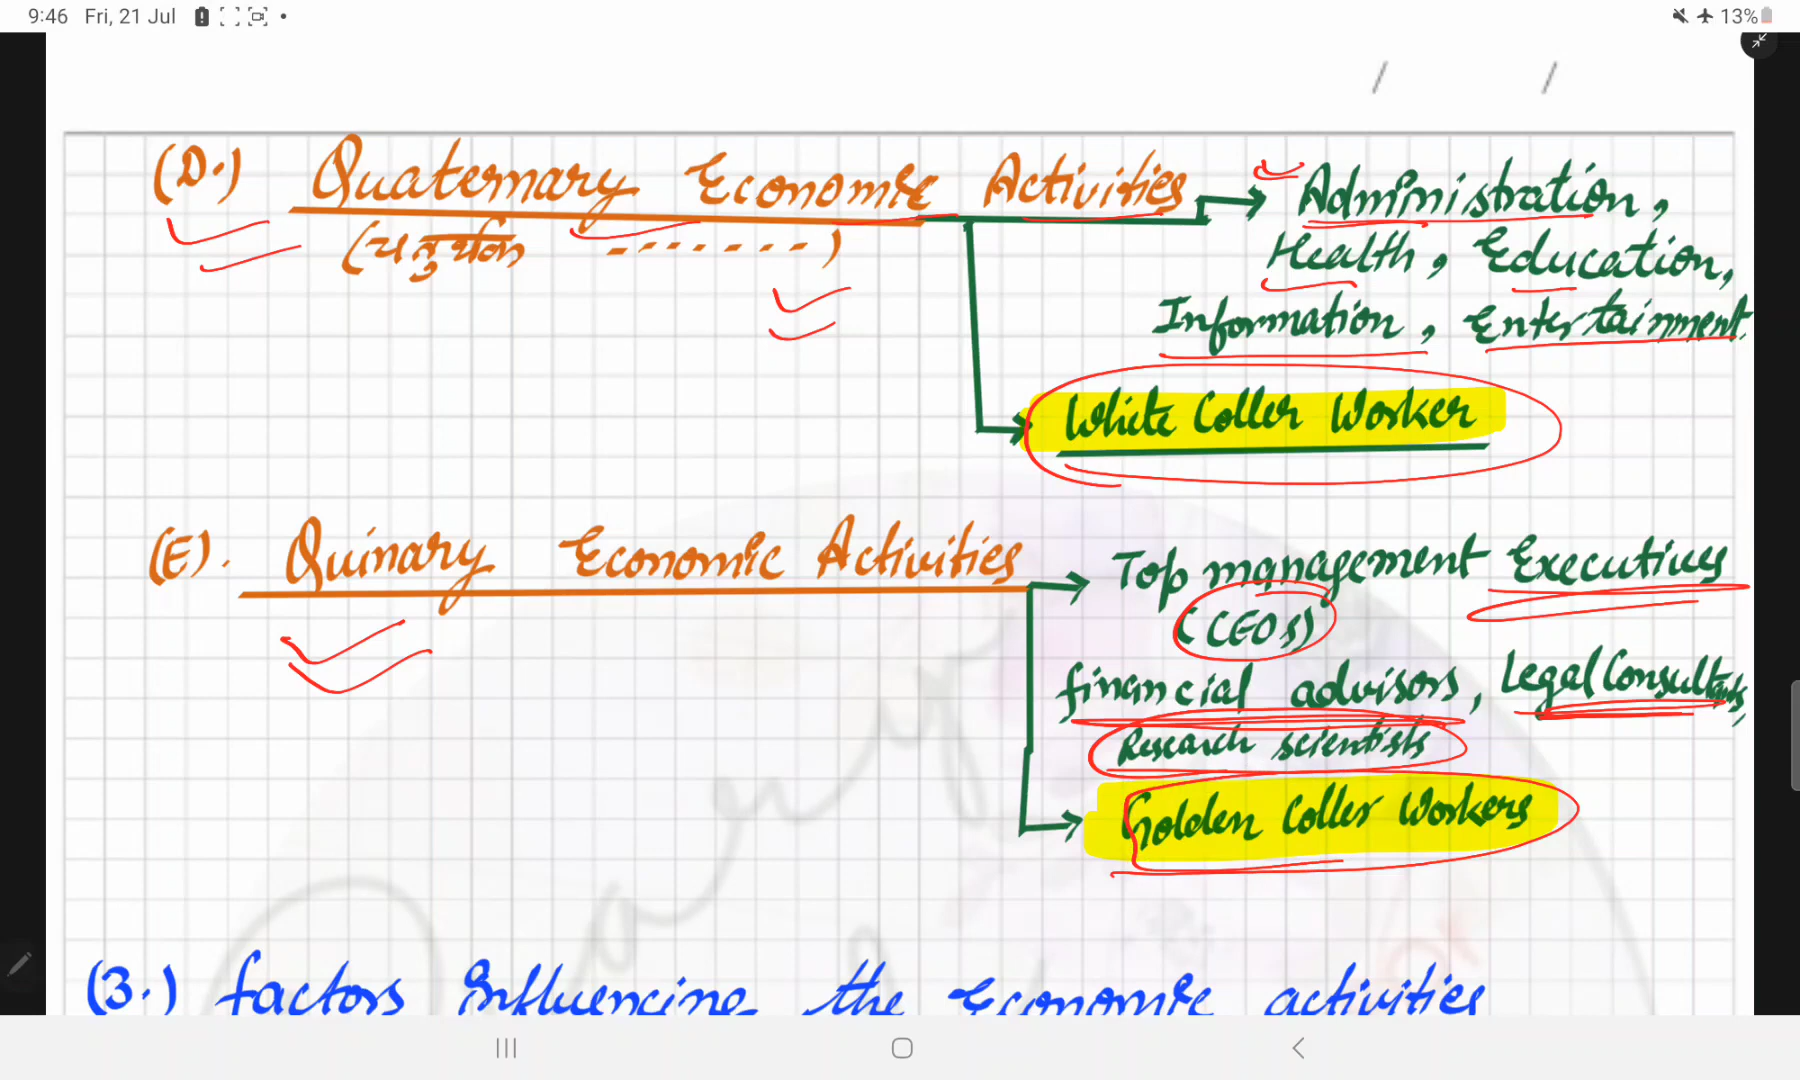 9:46 Fri, 21 Jul
13%
/ /
(D.) Quaternary Economic Activities → Administration,
(चतुर्थक - - - - - - -)
Health, Education,
Information, Entertainment.
White Coller Worker
(E). Quinary Economic Activities → Top management Executives
(CEOs)
financial advisors, Legal Consultants,
Research scientists
Golden Coller Workers
(3.) factors influencing the Economic activities